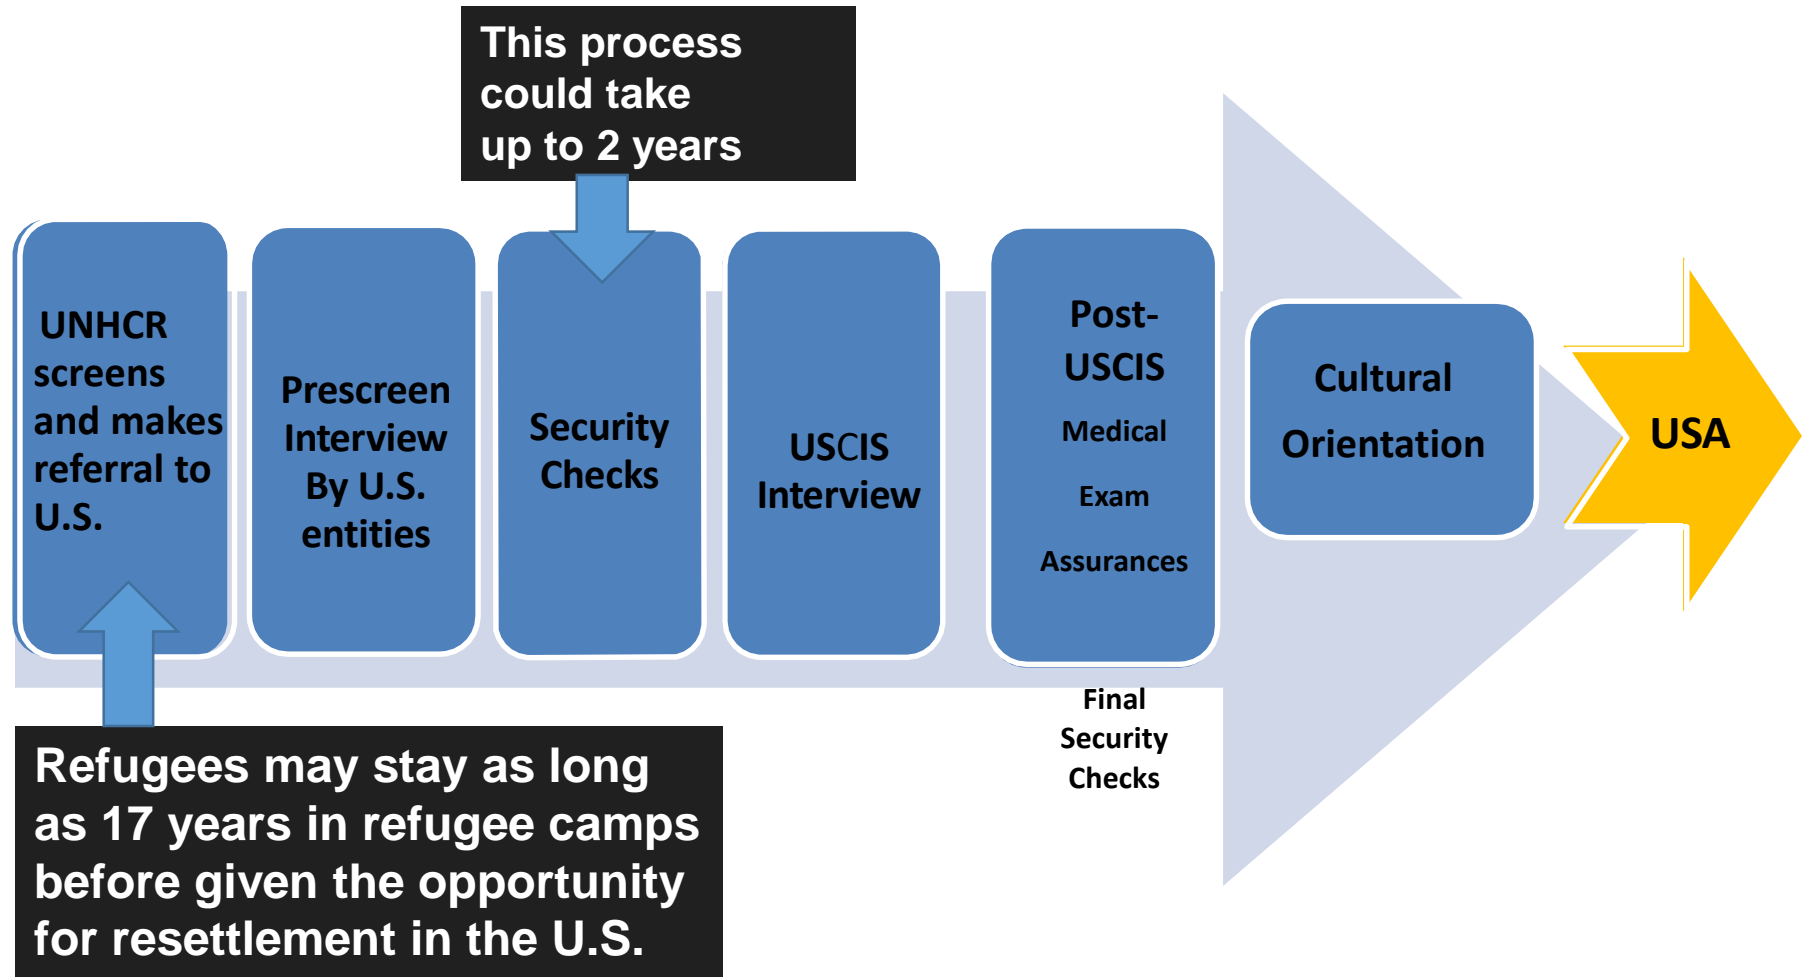 This process
could take
up to 2 years
UNHCR
screens
and makes
referral to
U.S.
Prescreen
Interview
By U.S.
entities
Security
Checks
USCIS
Interview
Post-
USCIS
Medical
Exam
Assurances
Final
Security
Checks
Cultural
Orientation
USA
Refugees may stay as long
as 17 years in refugee camps
before given the opportunity
for resettlement in the U.S.